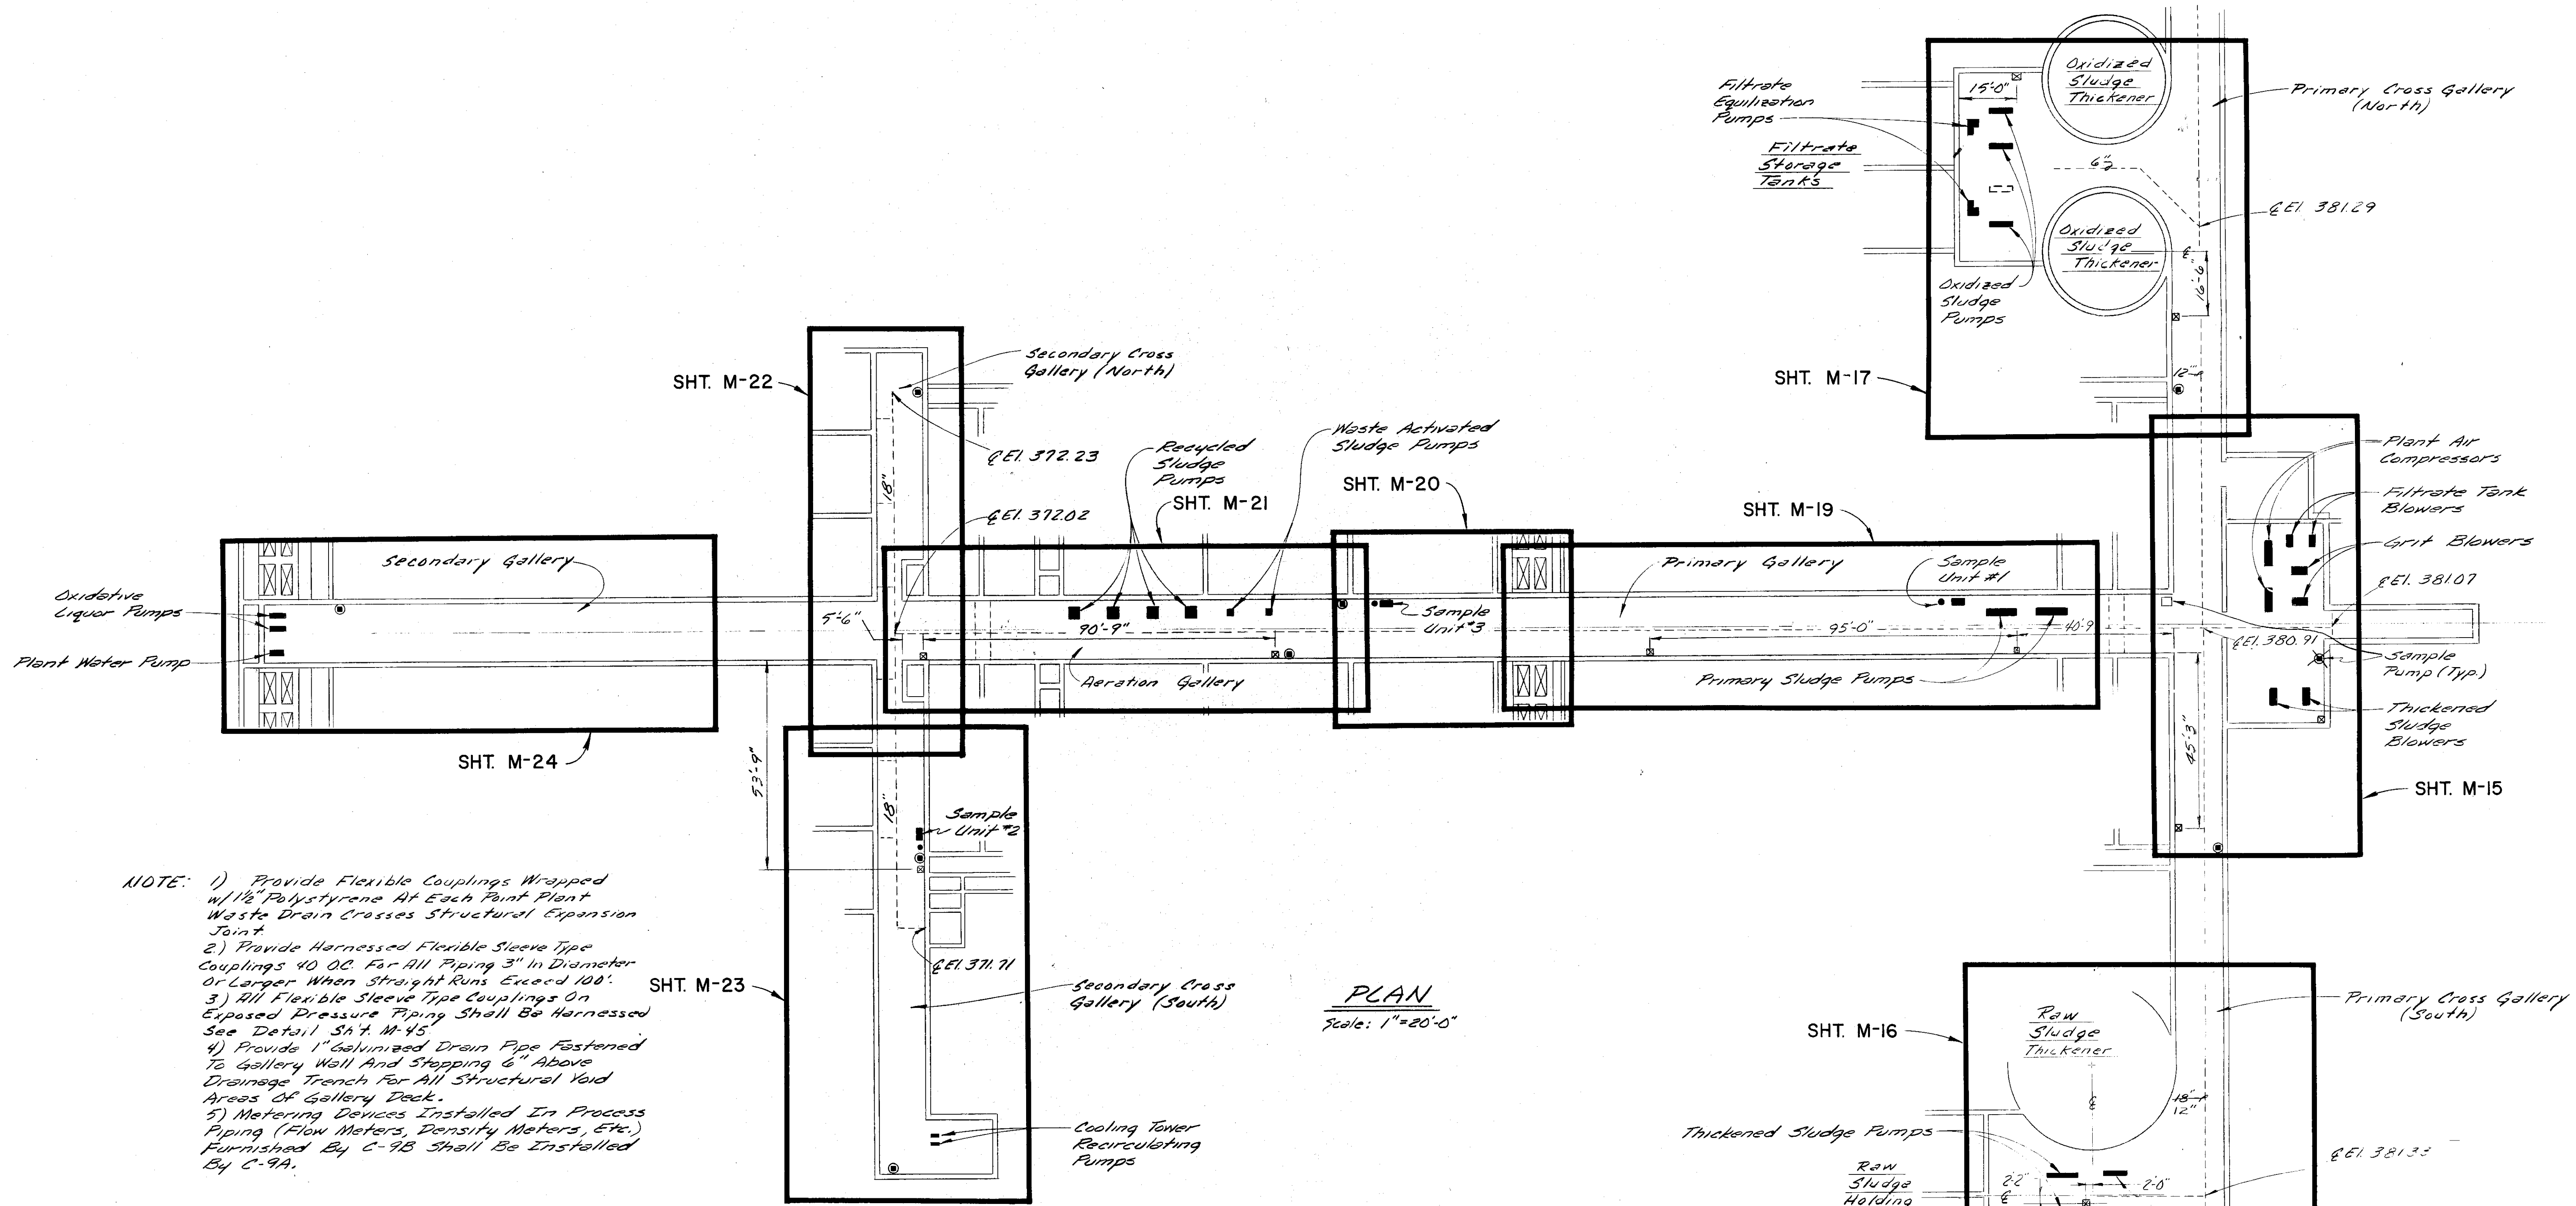 Oxidized
Sludge
Thickener
15'-0"
Filtrate
Equilization
Pumps
Filtrate
Storage
Tanks
Primary Cross Gallery
(North)
6"
℄ El. 381.29
Oxidized
Sludge
Thickener
℄
16'-6"
Oxidized
Sludge
Pumps
12"
SHT. M-17
Secondary Cross
Gallery (North)
SHT. M-22
℄ El. 372.23
18"
℄ El. 372.02
Recycled
Sludge
Pumps
Waste Activated
Sludge Pumps
SHT. M-21
SHT. M-20
SHT. M-19
Plant Air
Compressors
Filtrate Tank
Blowers
Grit Blowers
℄ El. 381.07
Secondary Gallery
Primary Gallery
Sample
Unit #1
Oxidative
Liquor Pumps
Plant Water Pump
5'-6"
90'-9"
Sample
Unit #3
95'-0"
40'-9
℄ El. 380.91
Sample
Pump (Typ.)
Aeration Gallery
Primary Sludge Pumps
Thickened
Sludge
Blowers
SHT. M-24
53'-9"
45'-3"
SHT. M-15
18"
Sample
Unit #2
℄ El. 371.71
SHT. M-23
Secondary Cross
Gallery (South)
Cooling Tower
Recirculating
Pumps
NOTE: 1) Provide Flexible Couplings Wrapped
w/ 1½" Polystyrene At Each Point Plant
Waste Drain Crosses Structural Expansion
Joint.
2.) Provide Harnessed Flexible Sleeve Type
Couplings 40 O.C. For All Piping 3" In Diameter
Or Larger When Straight Runs Exceed 100'.
3) All Flexible Sleeve Type Couplings On
Exposed Pressure Piping Shall Be Harnessed
See Detail Sh't. M-45
4) Provide 1" Galvinized Drain Pipe Fastened
To Gallery Wall And Stopping 6" Above
Drainage Trench For All Structural Void
Areas Of Gallery Deck.
5) Metering Devices Installed In Process
Piping (Flow Meters, Density Meters, Etc.)
Furnished By C-9B Shall Be Installed
By C-9A.
PLAN
Scale: 1"=20'-0"
SHT. M-16
Raw
Sludge
Thickener
℄
18"
12"
Primary Cross Gallery
(South)
Thickened Sludge Pumps
℄ El. 381.33
Raw
Sludge
Holding
2'-2"
℄
2'-0"